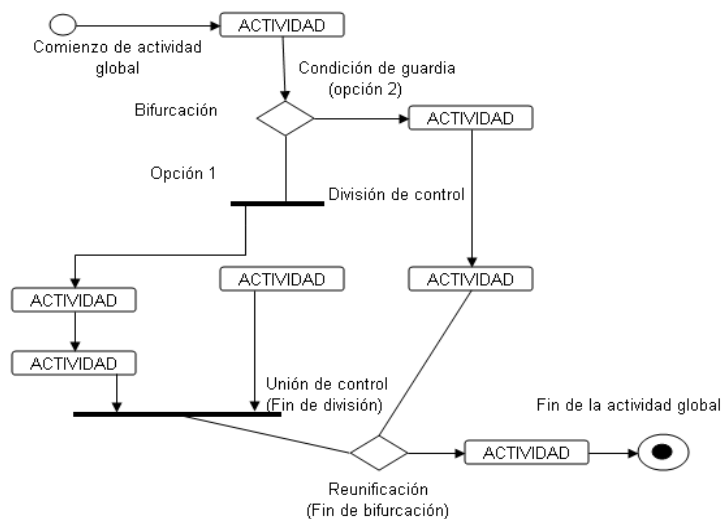 ACTIVIDAD
Comienzo de actividad
global
Condición de guardia
(opción 2)
Bifurcación
ACTIVIDAD
Opción 1
División de control
ACTIVIDAD
ACTIVIDAD
ACTIVIDAD
ACTIVIDAD
Unión de control
(Fin de división)
Fin de la actividad global
ACTIVIDAD
Reunificación
(Fin de bifurcación)